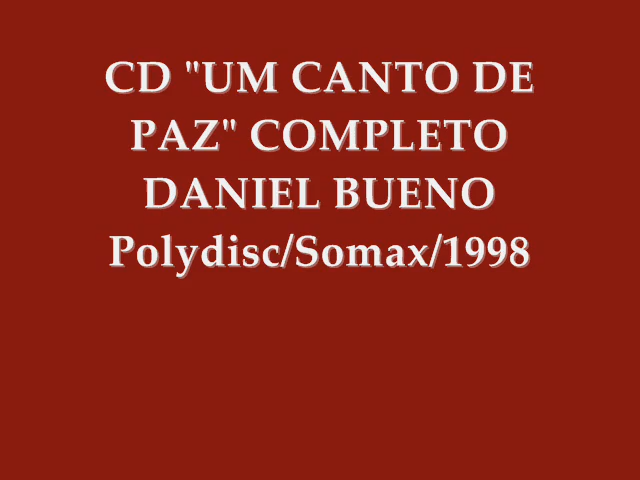 CD "UM CANTO DE
PAZ" COMPLETO
DANIEL BUENO
Polydisc/Somax/1998